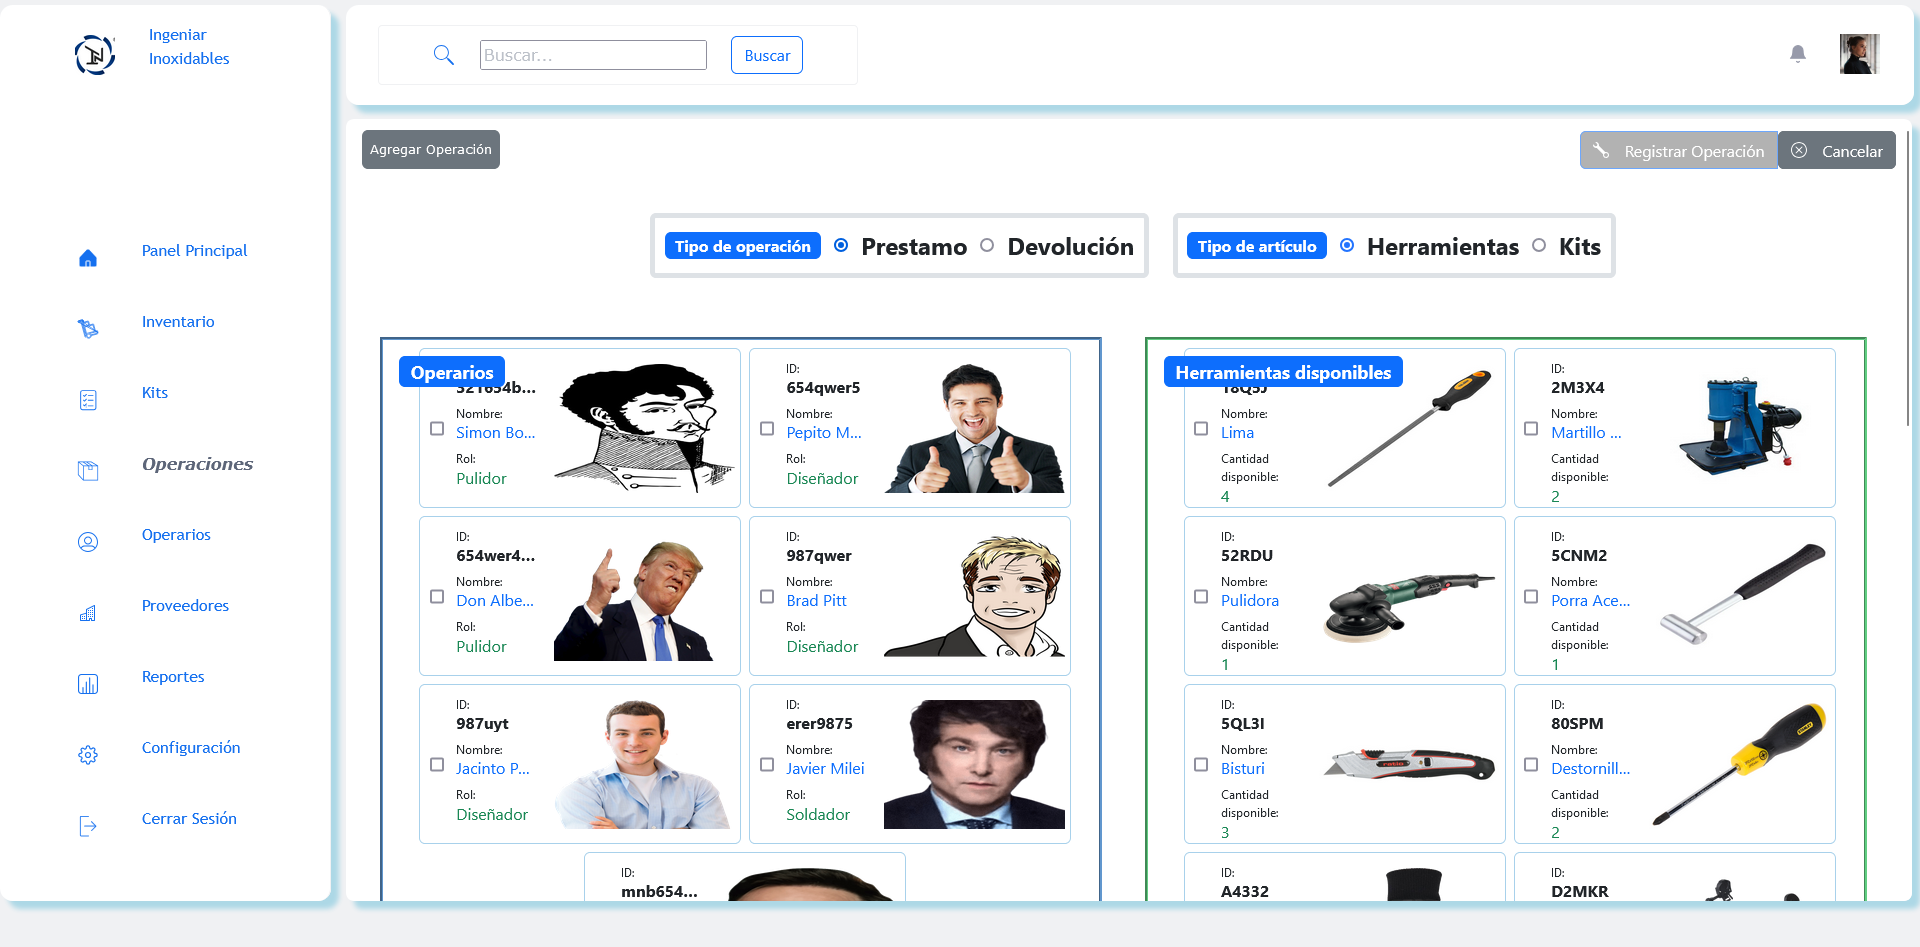 Ingeniar
Inoxidables
Panel Principal
Inventario
Kits
Operaciones
Operarios
Proveedores
Reportes
Configuración
Cerrar Sesión
Buscar...
Buscar
Agregar Operación
Registrar Operación
Cancelar
Tipo de operación
Prestamo
Devolución
Tipo de artículo
Herramientas
Kits
Operarios
321654b...
Nombre:
Simon Bo...
Rol:
Pulidor
ID:
654qwer5
Nombre:
Pepito M...
Rol:
Diseñador
ID:
654wer4...
Nombre:
Don Albe...
Rol:
Pulidor
ID:
987qwer
Nombre:
Brad Pitt
Rol:
Diseñador
ID:
987uyt
Nombre:
Jacinto P...
Rol:
Diseñador
ID:
erer9875
Nombre:
Javier Milei
Rol:
Soldador
ID:
mnb654...
Herramientas disponibles
Nombre:
Lima
Cantidad
disponible:
4
ID:
2M3X4
Nombre:
Martillo ...
Cantidad
disponible:
2
ID:
52RDU
Nombre:
Pulidora
Cantidad
disponible:
1
ID:
5CNM2
Nombre:
Porra Ace...
Cantidad
disponible:
1
ID:
5QL3I
Nombre:
Bisturi
Cantidad
disponible:
3
ID:
80SPM
Nombre:
Destornill...
Cantidad
disponible:
2
ID:
A4332
ID:
D2MKR